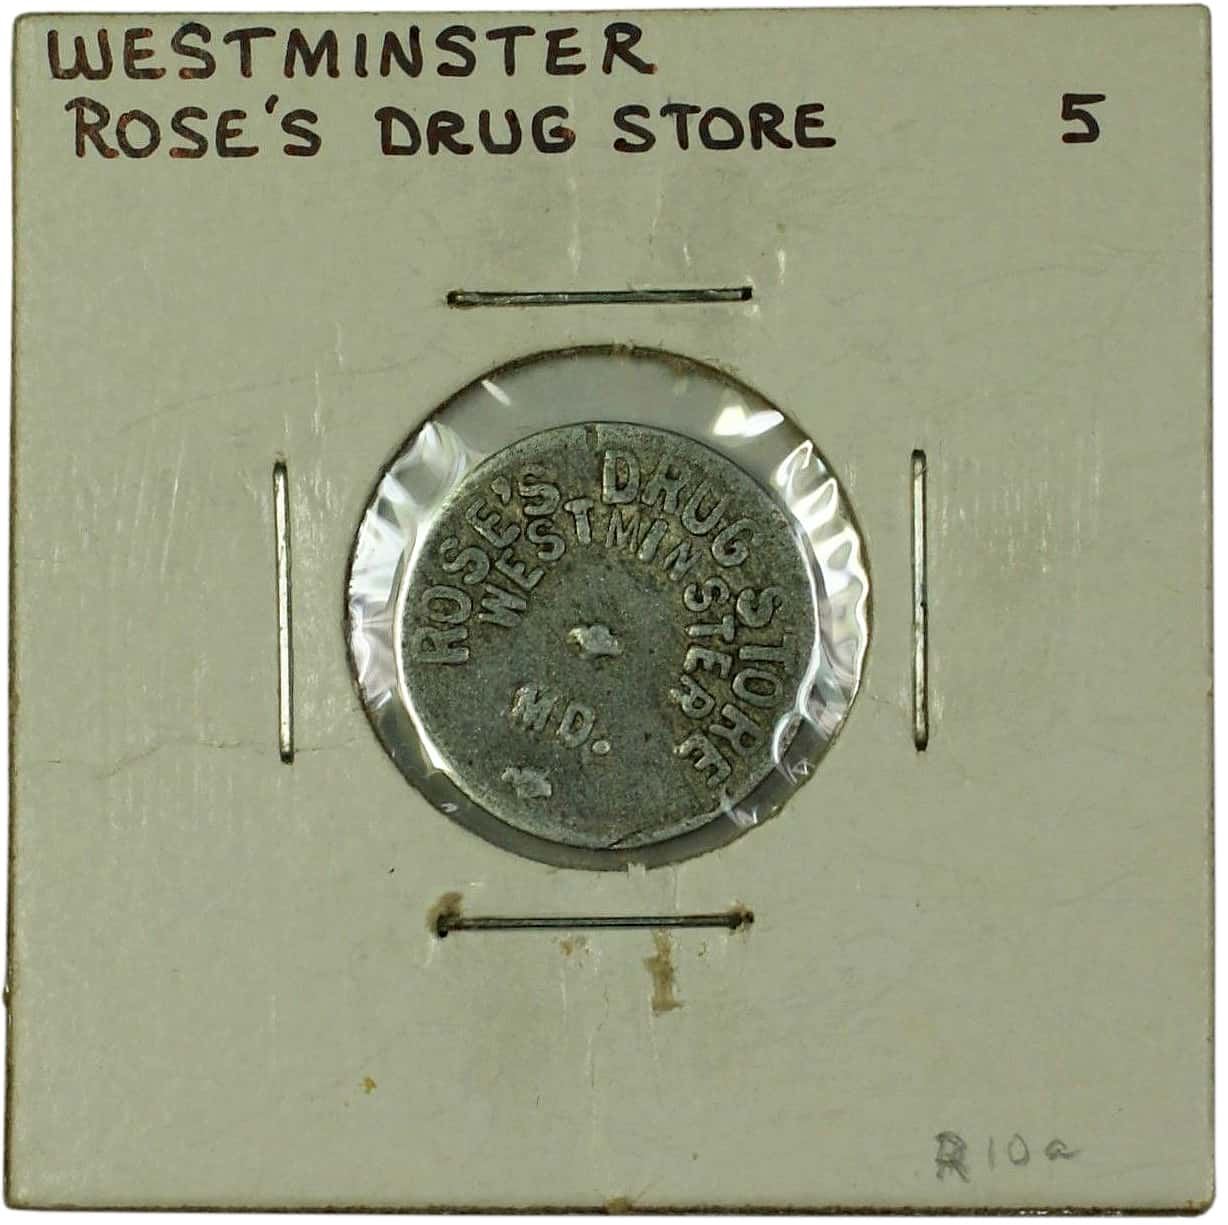 WESTMINSTER
ROSE'S DRUG STORE 5
ROSE'S DRUG STORE
WESTMINSTER
MD.
R10a